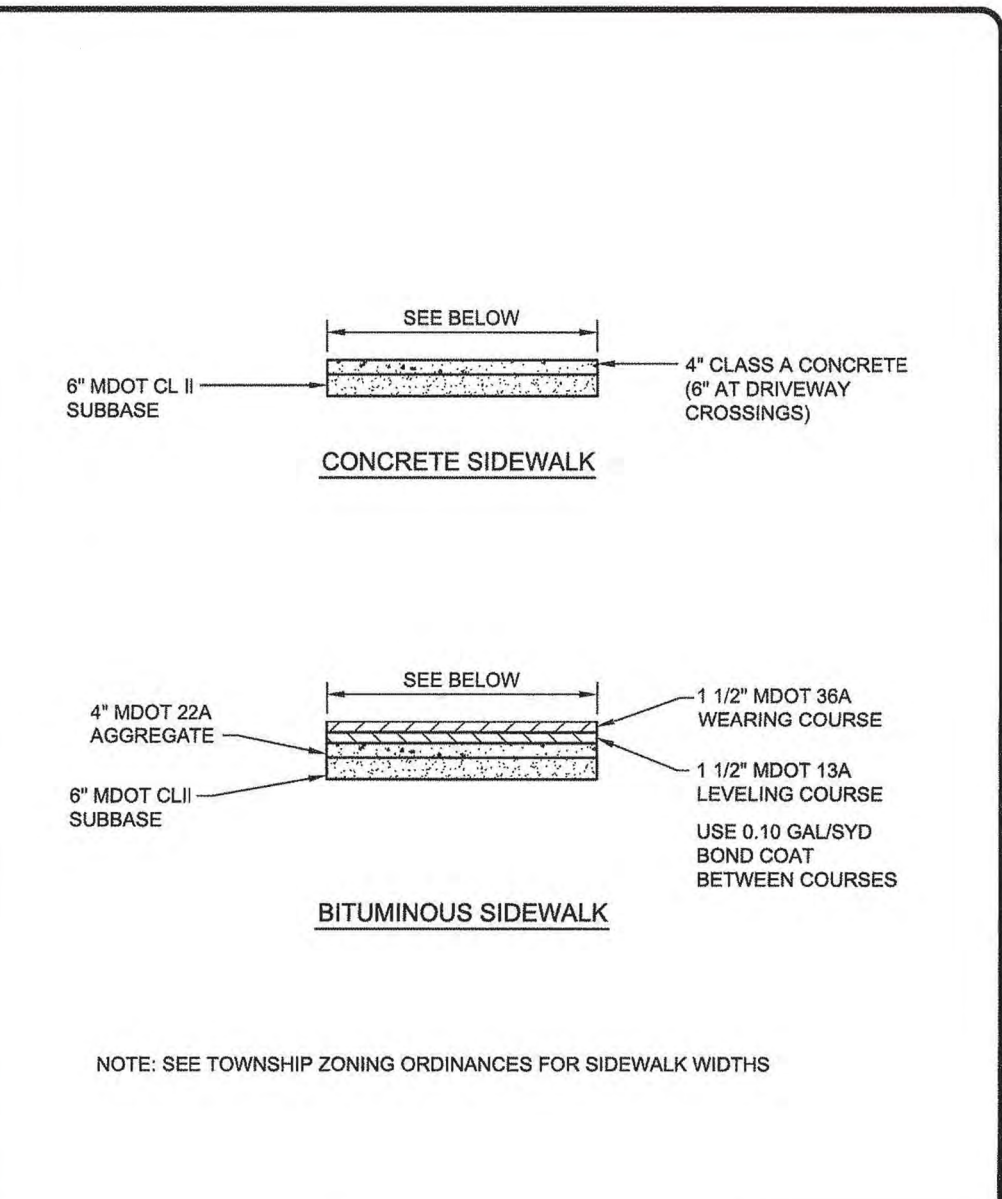 SEE BELOW
6" MDOT CL II
SUBBASE
4" CLASS A CONCRETE
(6" AT DRIVEWAY
CROSSINGS)
CONCRETE SIDEWALK
SEE BELOW
4" MDOT 22A
AGGREGATE
6" MDOT CLII
SUBBASE
1 1/2" MDOT 36A
WEARING COURSE
1 1/2" MDOT 13A
LEVELING COURSE
USE 0.10 GAL/SYD
BOND COAT
BETWEEN COURSES
BITUMINOUS SIDEWALK
NOTE: SEE TOWNSHIP ZONING ORDINANCES FOR SIDEWALK WIDTHS